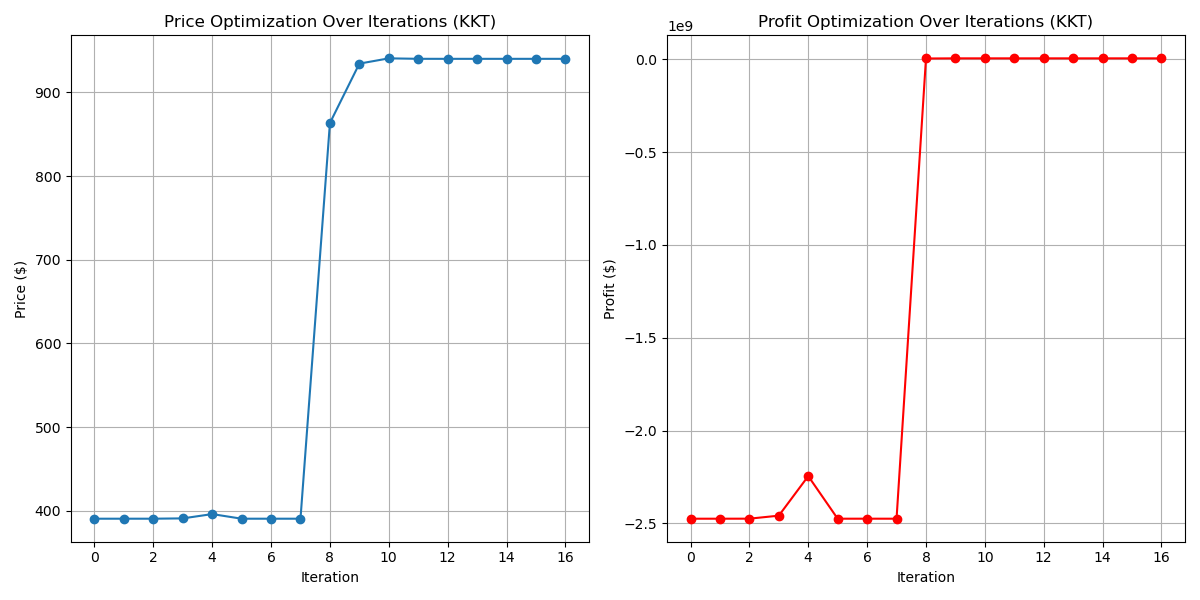 Price Optimization Over Iterations (KKT)
900
800
700
600
500
400
Price ($)
0 2 4 6 8 10 12 14 16
Iteration
Profit Optimization Over Iterations (KKT)
1e9
0.0
−0.5
−1.0
−1.5
−2.0
−2.5
Profit ($)
0 2 4 6 8 10 12 14 16
Iteration